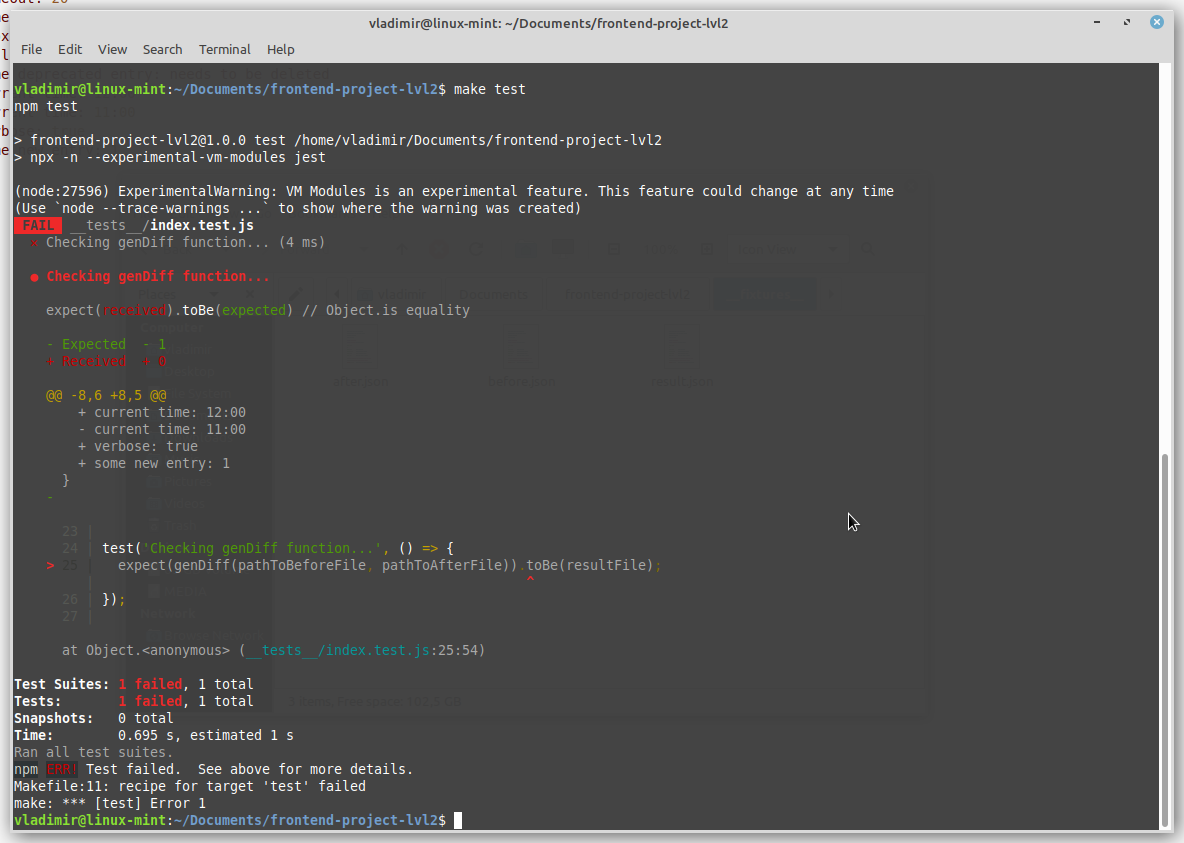 vladimir@linux-mint: ~/Documents/frontend-project-lvl2
File Edit View Search Terminal Help
vladimir@linux-mint:~/Documents/frontend-project-lvl2$ make test
npm test
> frontend-project-lvl2@1.0.0 test /home/vladimir/Documents/frontend-project-lvl2
> npx -n --experimental-vm-modules jest
(node:27596) ExperimentalWarning: VM Modules is an experimental feature. This feature could change at any time
(Use `node --trace-warnings ...` to show where the warning was created)
FAIL __tests__/index.test.js
✕ Checking genDiff function... (4 ms)
● Checking genDiff function...
expect(received).toBe(expected) // Object.is equality
- Expected - 1
+ Received + 0
@@ -8,6 +8,5 @@
+ current time: 12:00
- current time: 11:00
+ verbose: true
+ some new entry: 1
}
-
23 |
24 | test('Checking genDiff function...', () => {
> 25 | expect(genDiff(pathToBeforeFile, pathToAfterFile)).toBe(resultFile);
| ^
26 | });
27 |
at Object.<anonymous> (__tests__/index.test.js:25:54)
Test Suites: 1 failed, 1 total
Tests: 1 failed, 1 total
Snapshots: 0 total
Time: 0.695 s, estimated 1 s
Ran all test suites.
npm ERR! Test failed. See above for more details.
Makefile:11: recipe for target 'test' failed
make: *** [test] Error 1
vladimir@linux-mint:~/Documents/frontend-project-lvl2$